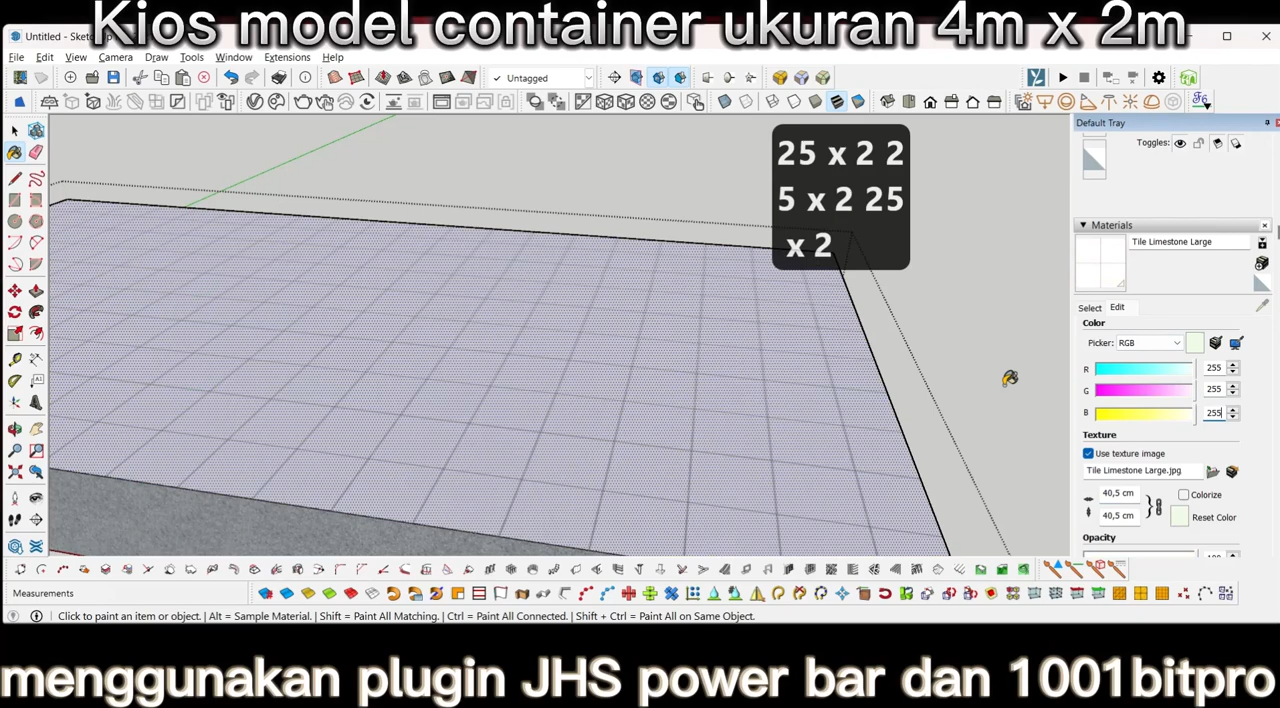 Kios model container ukuran 4m x 2m
Untitled - Sketc
File Edit View Camera Draw Tools Window Extensions Help
Untagged
Default Tray
Toggles:
25 x 2 2
5 x 2 25
x 2
Materials
Tile Limestone Large
Select Edit
Color
Picker: RGB
R 255
G 255
B 255
Texture
Use texture image
Tile Limestone Large.jpg
40,5 cm
Colorize
40,5 cm
Reset Color
Opacity
Measurements
Click to paint an item or object. | Alt = Sample Material. | Shift = Paint All Matching. | Ctrl = Paint All Connected. | Shift + Ctrl = Paint All on Same Object.
menggunakan plugin JHS power bar dan 1001bitpro